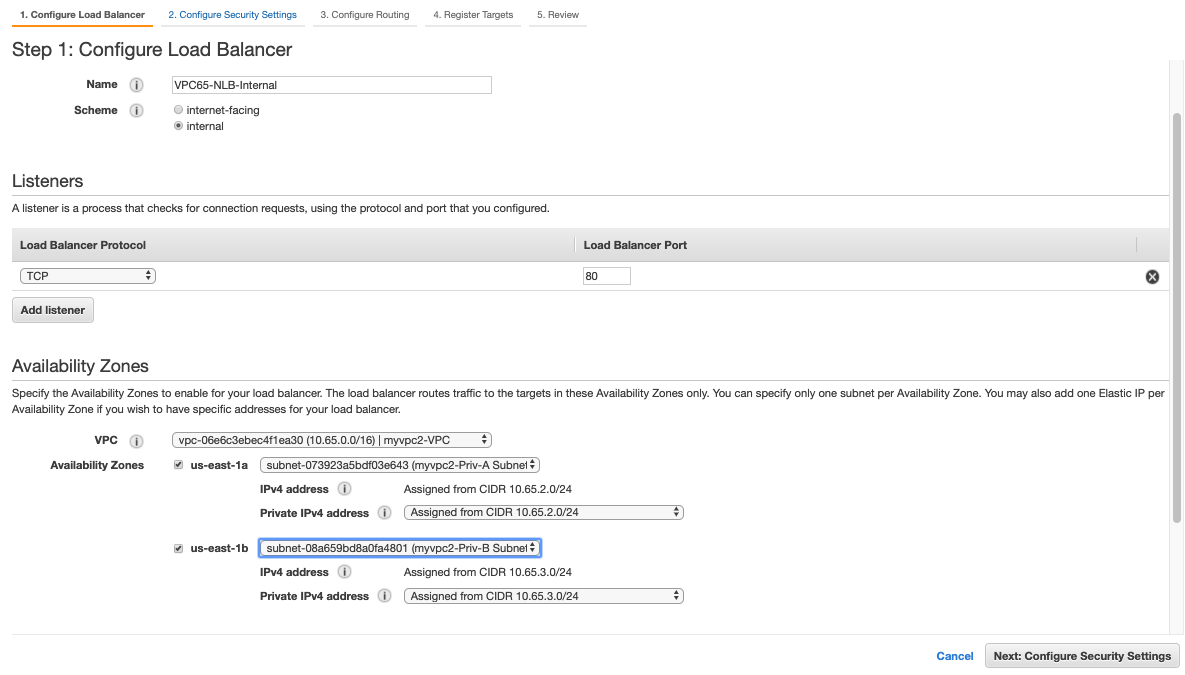 1. Configure Load Balancer 2. Configure Security Settings 3. Configure Routing 4. Register Targets 5. Review
Step 1: Configure Load Balancer
Name i VPC65-NLB-Internal
Scheme i internet-facing
internal
Listeners
A listener is a process that checks for connection requests, using the protocol and port that you configured.
Load Balancer Protocol Load Balancer Port
TCP 80
Add listener
Availability Zones
Specify the Availability Zones to enable for your load balancer. The load balancer routes traffic to the targets in these Availability Zones only. You can specify only one subnet per Availability Zone. You may also add one Elastic IP per
Availability Zone if you wish to have specific addresses for your load balancer.
VPC i vpc-06e6c3ebec4f1ea30 (10.65.0.0/16) | myvpc2-VPC
Availability Zones us-east-1a subnet-073923a5bdf03e643 (myvpc2-Priv-A Subnet
IPv4 address i Assigned from CIDR 10.65.2.0/24
Private IPv4 address i Assigned from CIDR 10.65.2.0/24
us-east-1b subnet-08a659bd8a0fa4801 (myvpc2-Priv-B Subnet
IPv4 address i Assigned from CIDR 10.65.3.0/24
Private IPv4 address i Assigned from CIDR 10.65.3.0/24
Cancel Next: Configure Security Settings